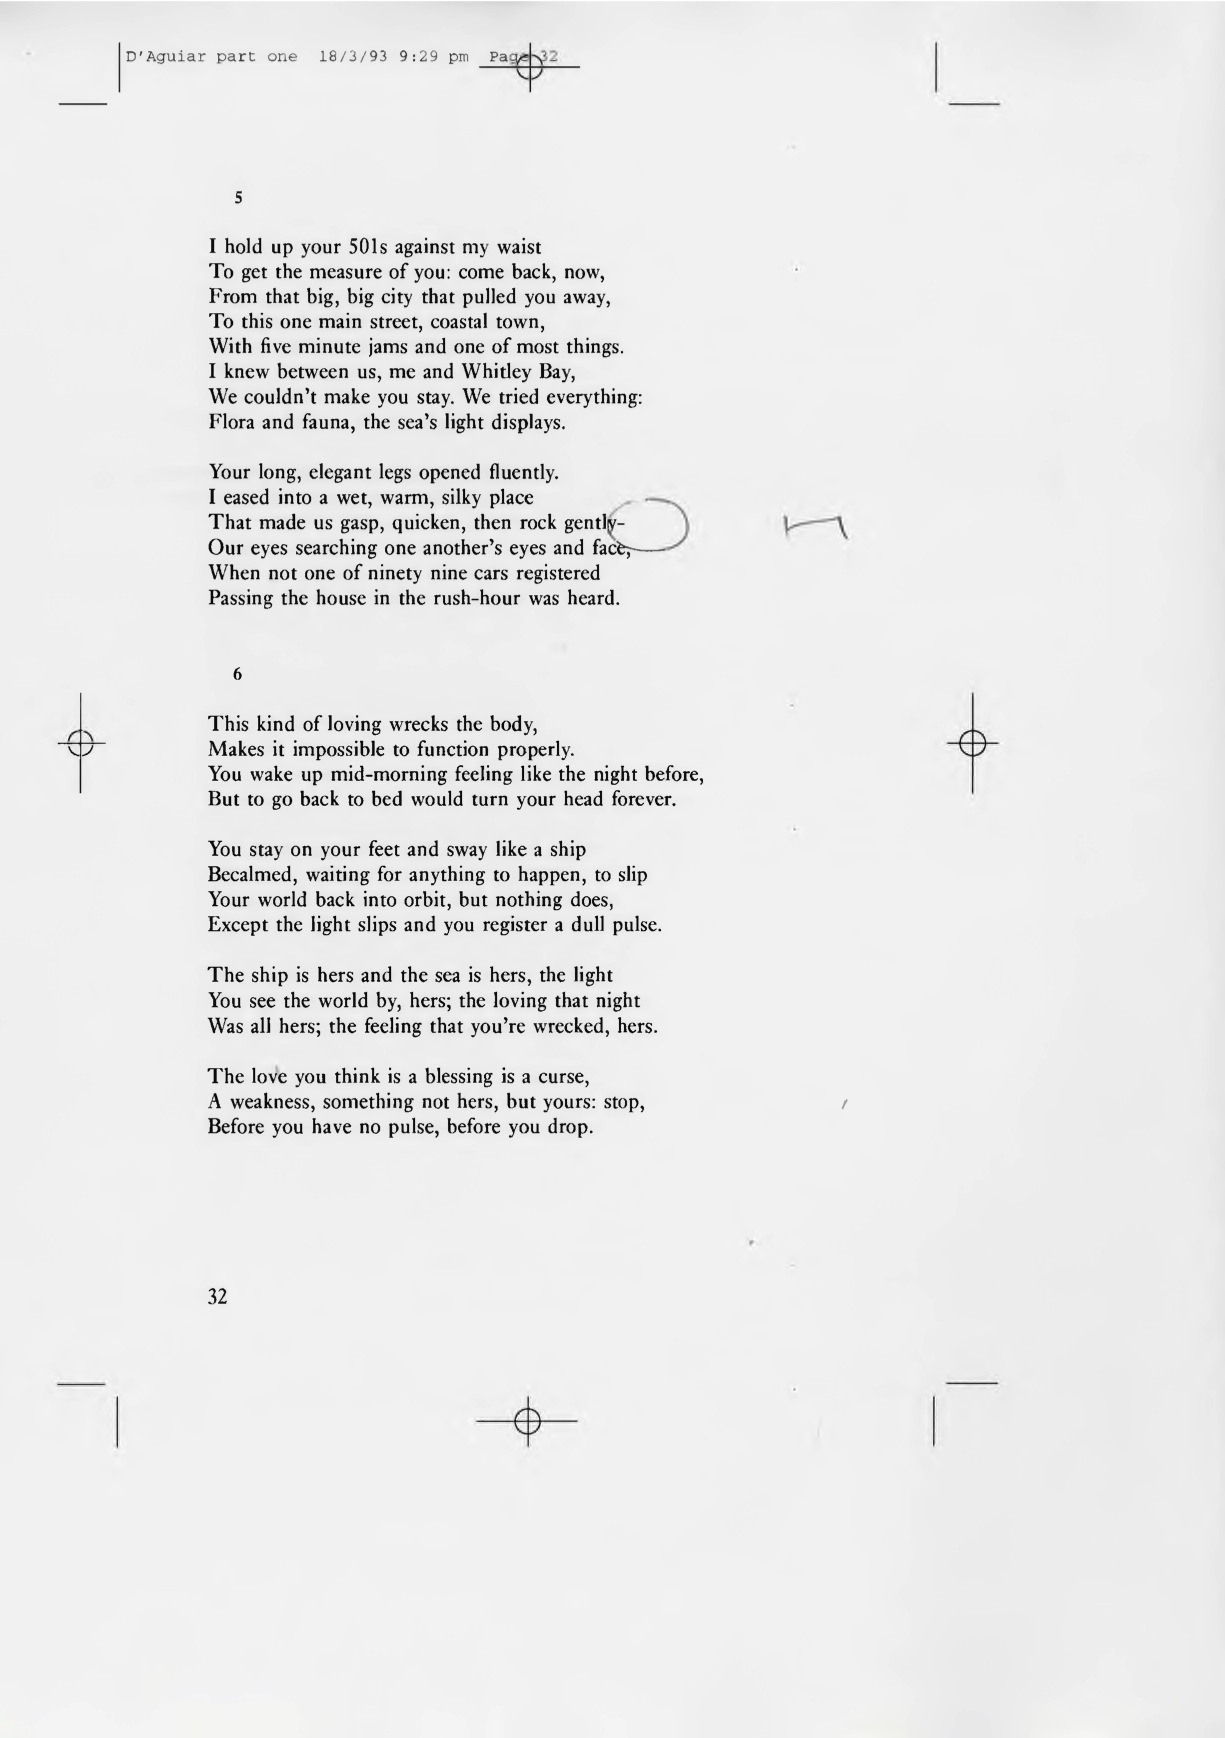 D'Aguiar part one 18/3/93 9:29 pm Page 32
5
I hold up your 501s against my waist
To get the measure of you: come back, now,
From that big, big city that pulled you away,
To this one main street, coastal town,
With five minute jams and one of most things.
I knew between us, me and Whitley Bay,
We couldn't make you stay. We tried everything:
Flora and fauna, the sea's light displays.
Your long, elegant legs opened fluently.
I eased into a wet, warm, silky place
That made us gasp, quicken, then rock gently-
Our eyes searching one another's eyes and face,
When not one of ninety nine cars registered
Passing the house in the rush-hour was heard.
6
This kind of loving wrecks the body,
Makes it impossible to function properly.
You wake up mid-morning feeling like the night before,
But to go back to bed would turn your head forever.
You stay on your feet and sway like a ship
Becalmed, waiting for anything to happen, to slip
Your world back into orbit, but nothing does,
Except the light slips and you register a dull pulse.
The ship is hers and the sea is hers, the light
You see the world by, hers; the loving that night
Was all hers; the feeling that you're wrecked, hers.
The love you think is a blessing is a curse,
A weakness, something not hers, but yours: stop,
Before you have no pulse, before you drop.
32